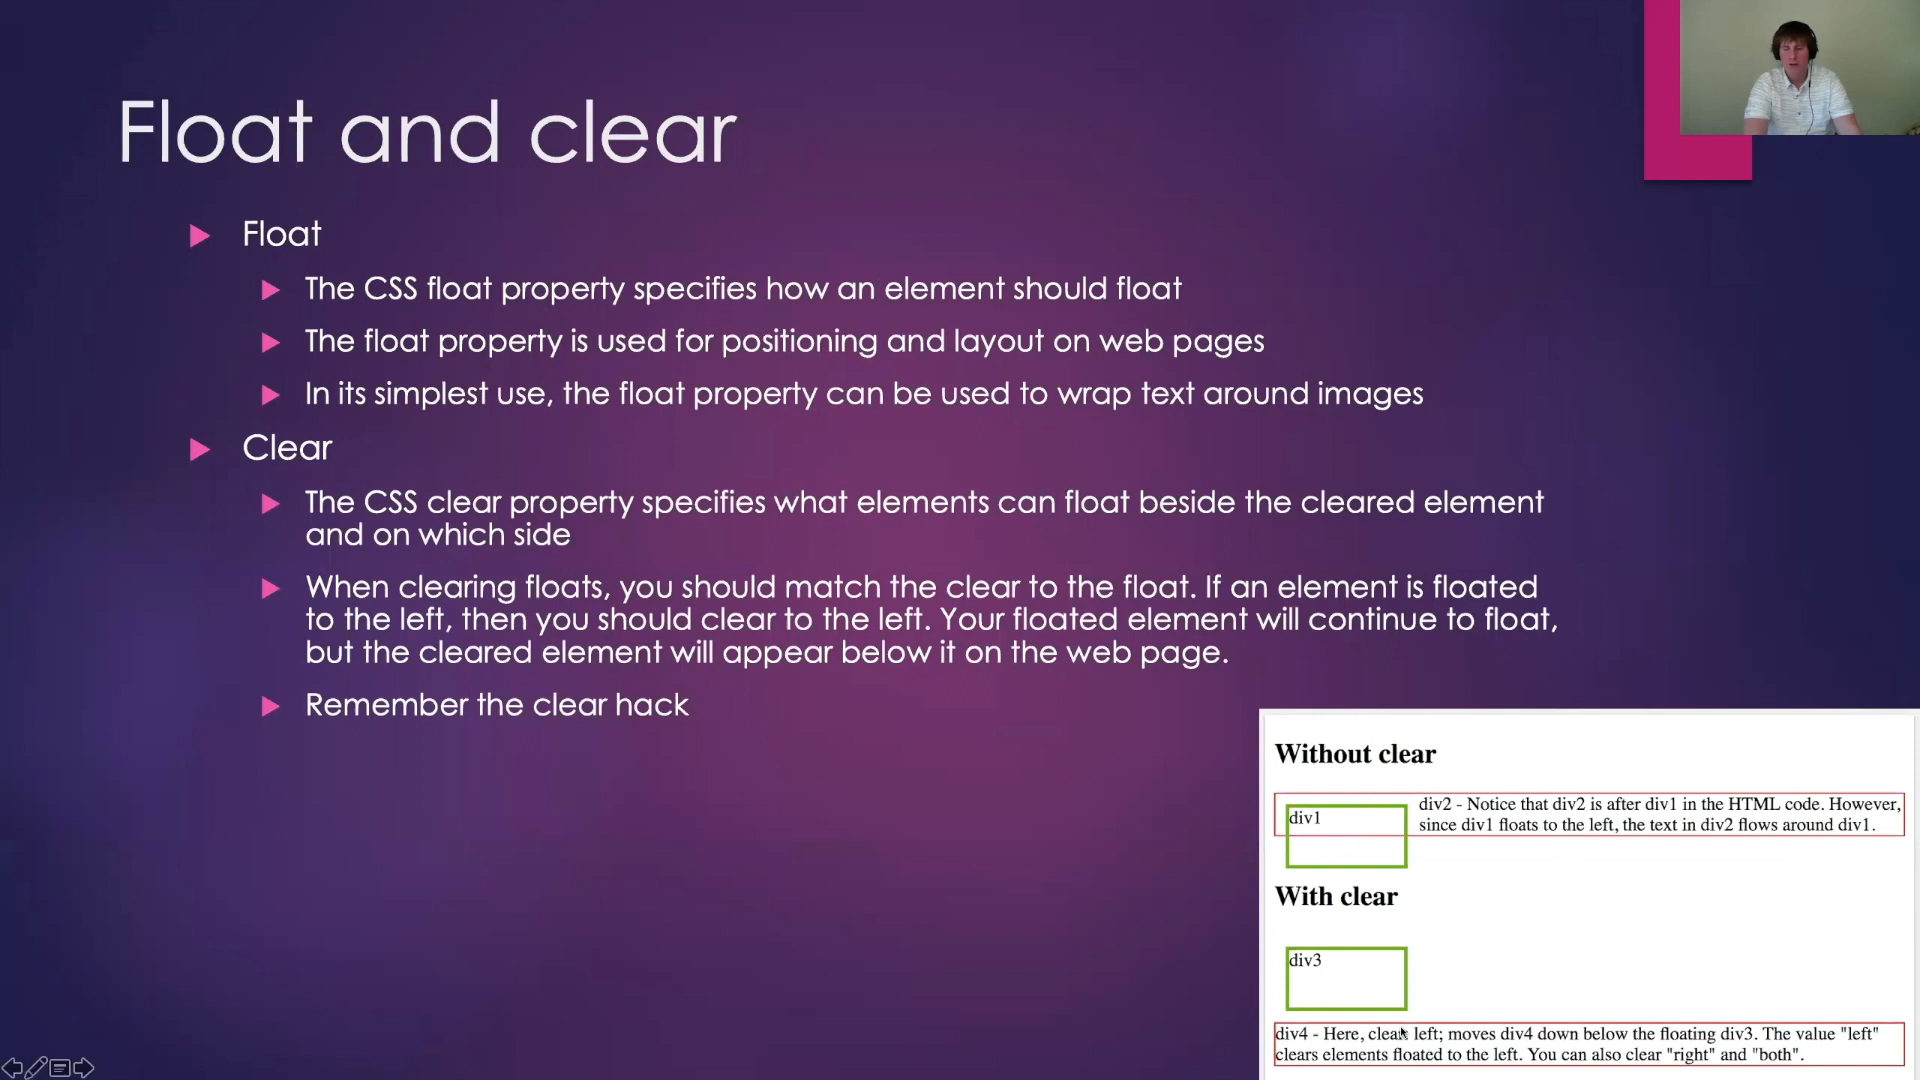 Float and clear
Float
The CSS float property specifies how an element should float
The float property is used for positioning and layout on web pages
In its simplest use, the float property can be used to wrap text around images
Clear
The CSS clear property specifies what elements can float beside the cleared element
and on which side
When clearing floats, you should match the clear to the float. If an element is floated
to the left, then you should clear to the left. Your floated element will continue to float,
but the cleared element will appear below it on the web page.
Remember the clear hack
Without clear
div1
div2 - Notice that div2 is after div1 in the HTML code. However,
since div1 floats to the left, the text in div2 flows around div1.
With clear
div3
div4 - Here, clear: left; moves div4 down below the floating div3. The value "left"
clears elements floated to the left. You can also clear "right" and "both".